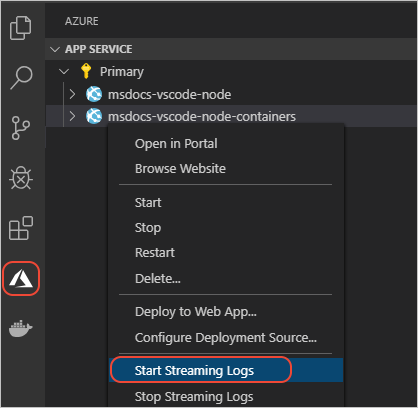 AZURE
APP SERVICE
Primary
msdocs-vscode-node
msdocs-vscode-node-containers
Open in Portal
Browse Website
Start
Stop
Restart
Delete...
Deploy to Web App...
Configure Deployment Source...
Start Streaming Logs
Stop Streaming Logs